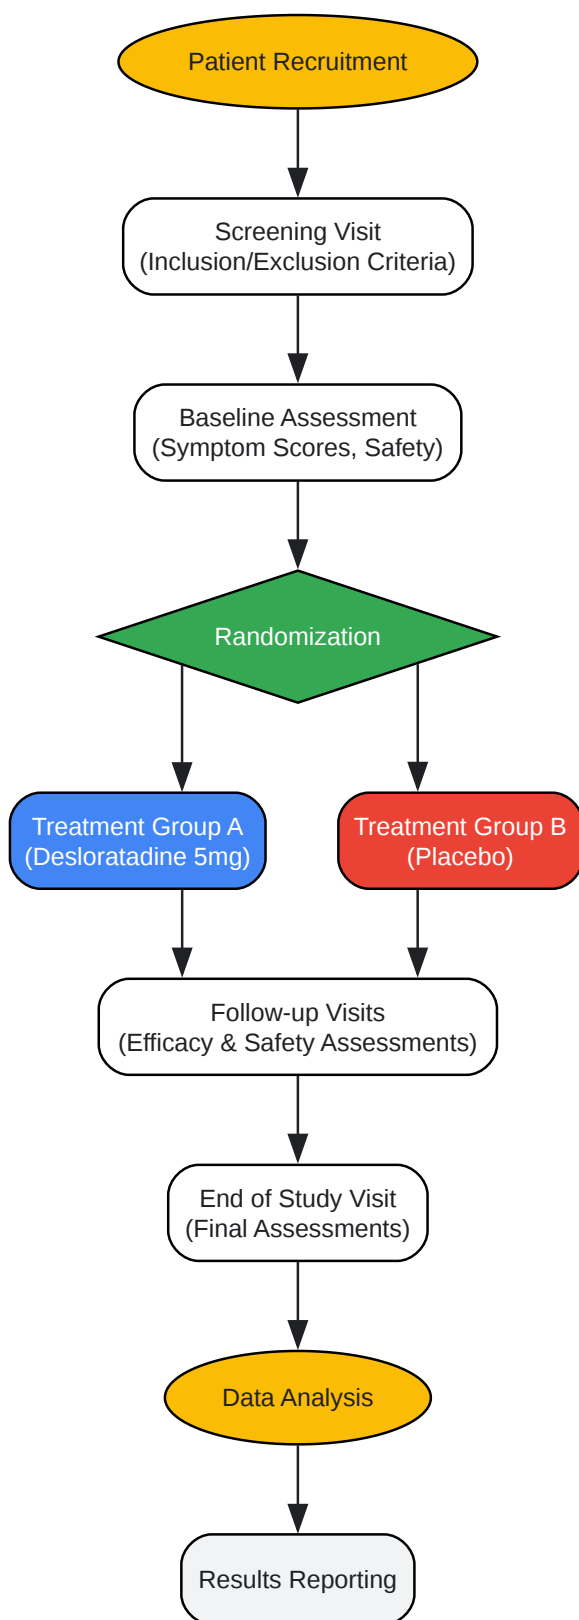 Patient Recruitment
Screening Visit
(Inclusion/Exclusion Criteria)
Baseline Assessment
(Symptom Scores, Safety)
Randomization
Treatment Group A
(Desloratadine 5mg)
Treatment Group B
(Placebo)
Follow-up Visits
(Efficacy & Safety Assessments)
End of Study Visit
(Final Assessments)
Data Analysis
Results Reporting